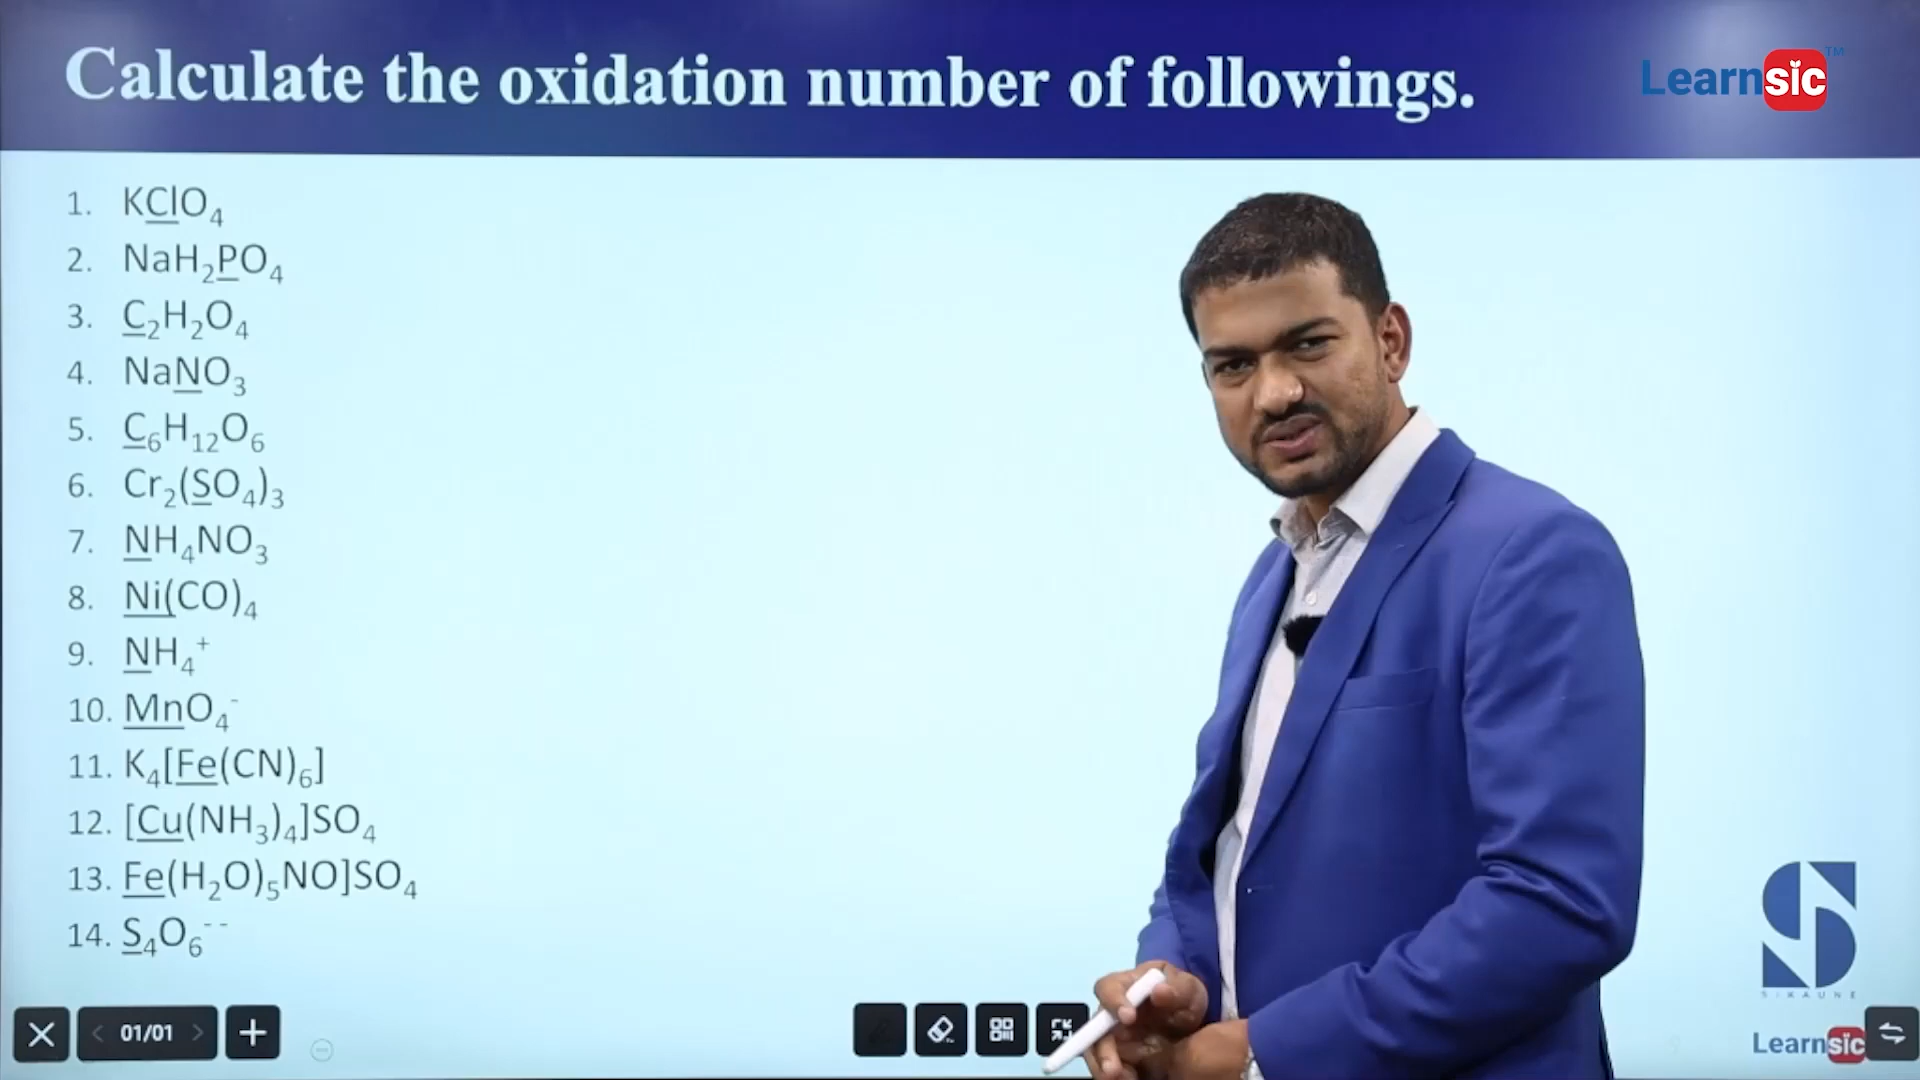 Calculate the oxidation number of followings.
Learnsic™
1. KClO₄
2. NaH₂PO₄
3. C₂H₂O₄
4. NaNO₃
5. C₆H₁₂O₆
6. Cr₂(SO₄)₃
7. NH₄NO₃
8. Ni(CO)₄
9. NH₄⁺
10. MnO₄⁻
11. K₄[Fe(CN)₆]
12. [Cu(NH₃)₄]SO₄
13. Fe(H₂O)₅NO]SO₄
14. S₄O₆⁻⁻
SIKAUNE
01/01
Learnsic